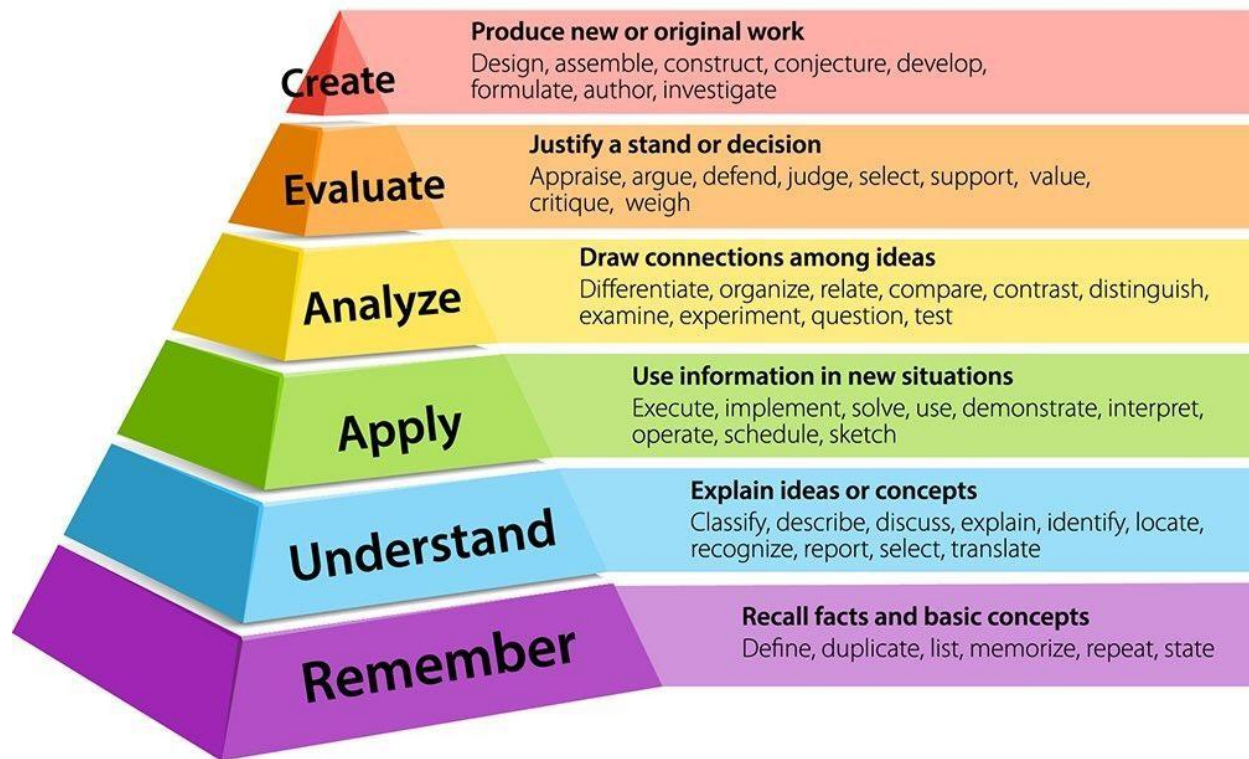 Create
Produce new or original work
Design, assemble, construct, conjecture, develop,
formulate, author, investigate
Evaluate
Justify a stand or decision
Appraise, argue, defend, judge, select, support, value,
critique, weigh
Analyze
Draw connections among ideas
Differentiate, organize, relate, compare, contrast, distinguish,
examine, experiment, question, test
Apply
Use information in new situations
Execute, implement, solve, use, demonstrate, interpret,
operate, schedule, sketch
Understand
Explain ideas or concepts
Classify, describe, discuss, explain, identify, locate,
recognize, report, select, translate
Remember
Recall facts and basic concepts
Define, duplicate, list, memorize, repeat, state